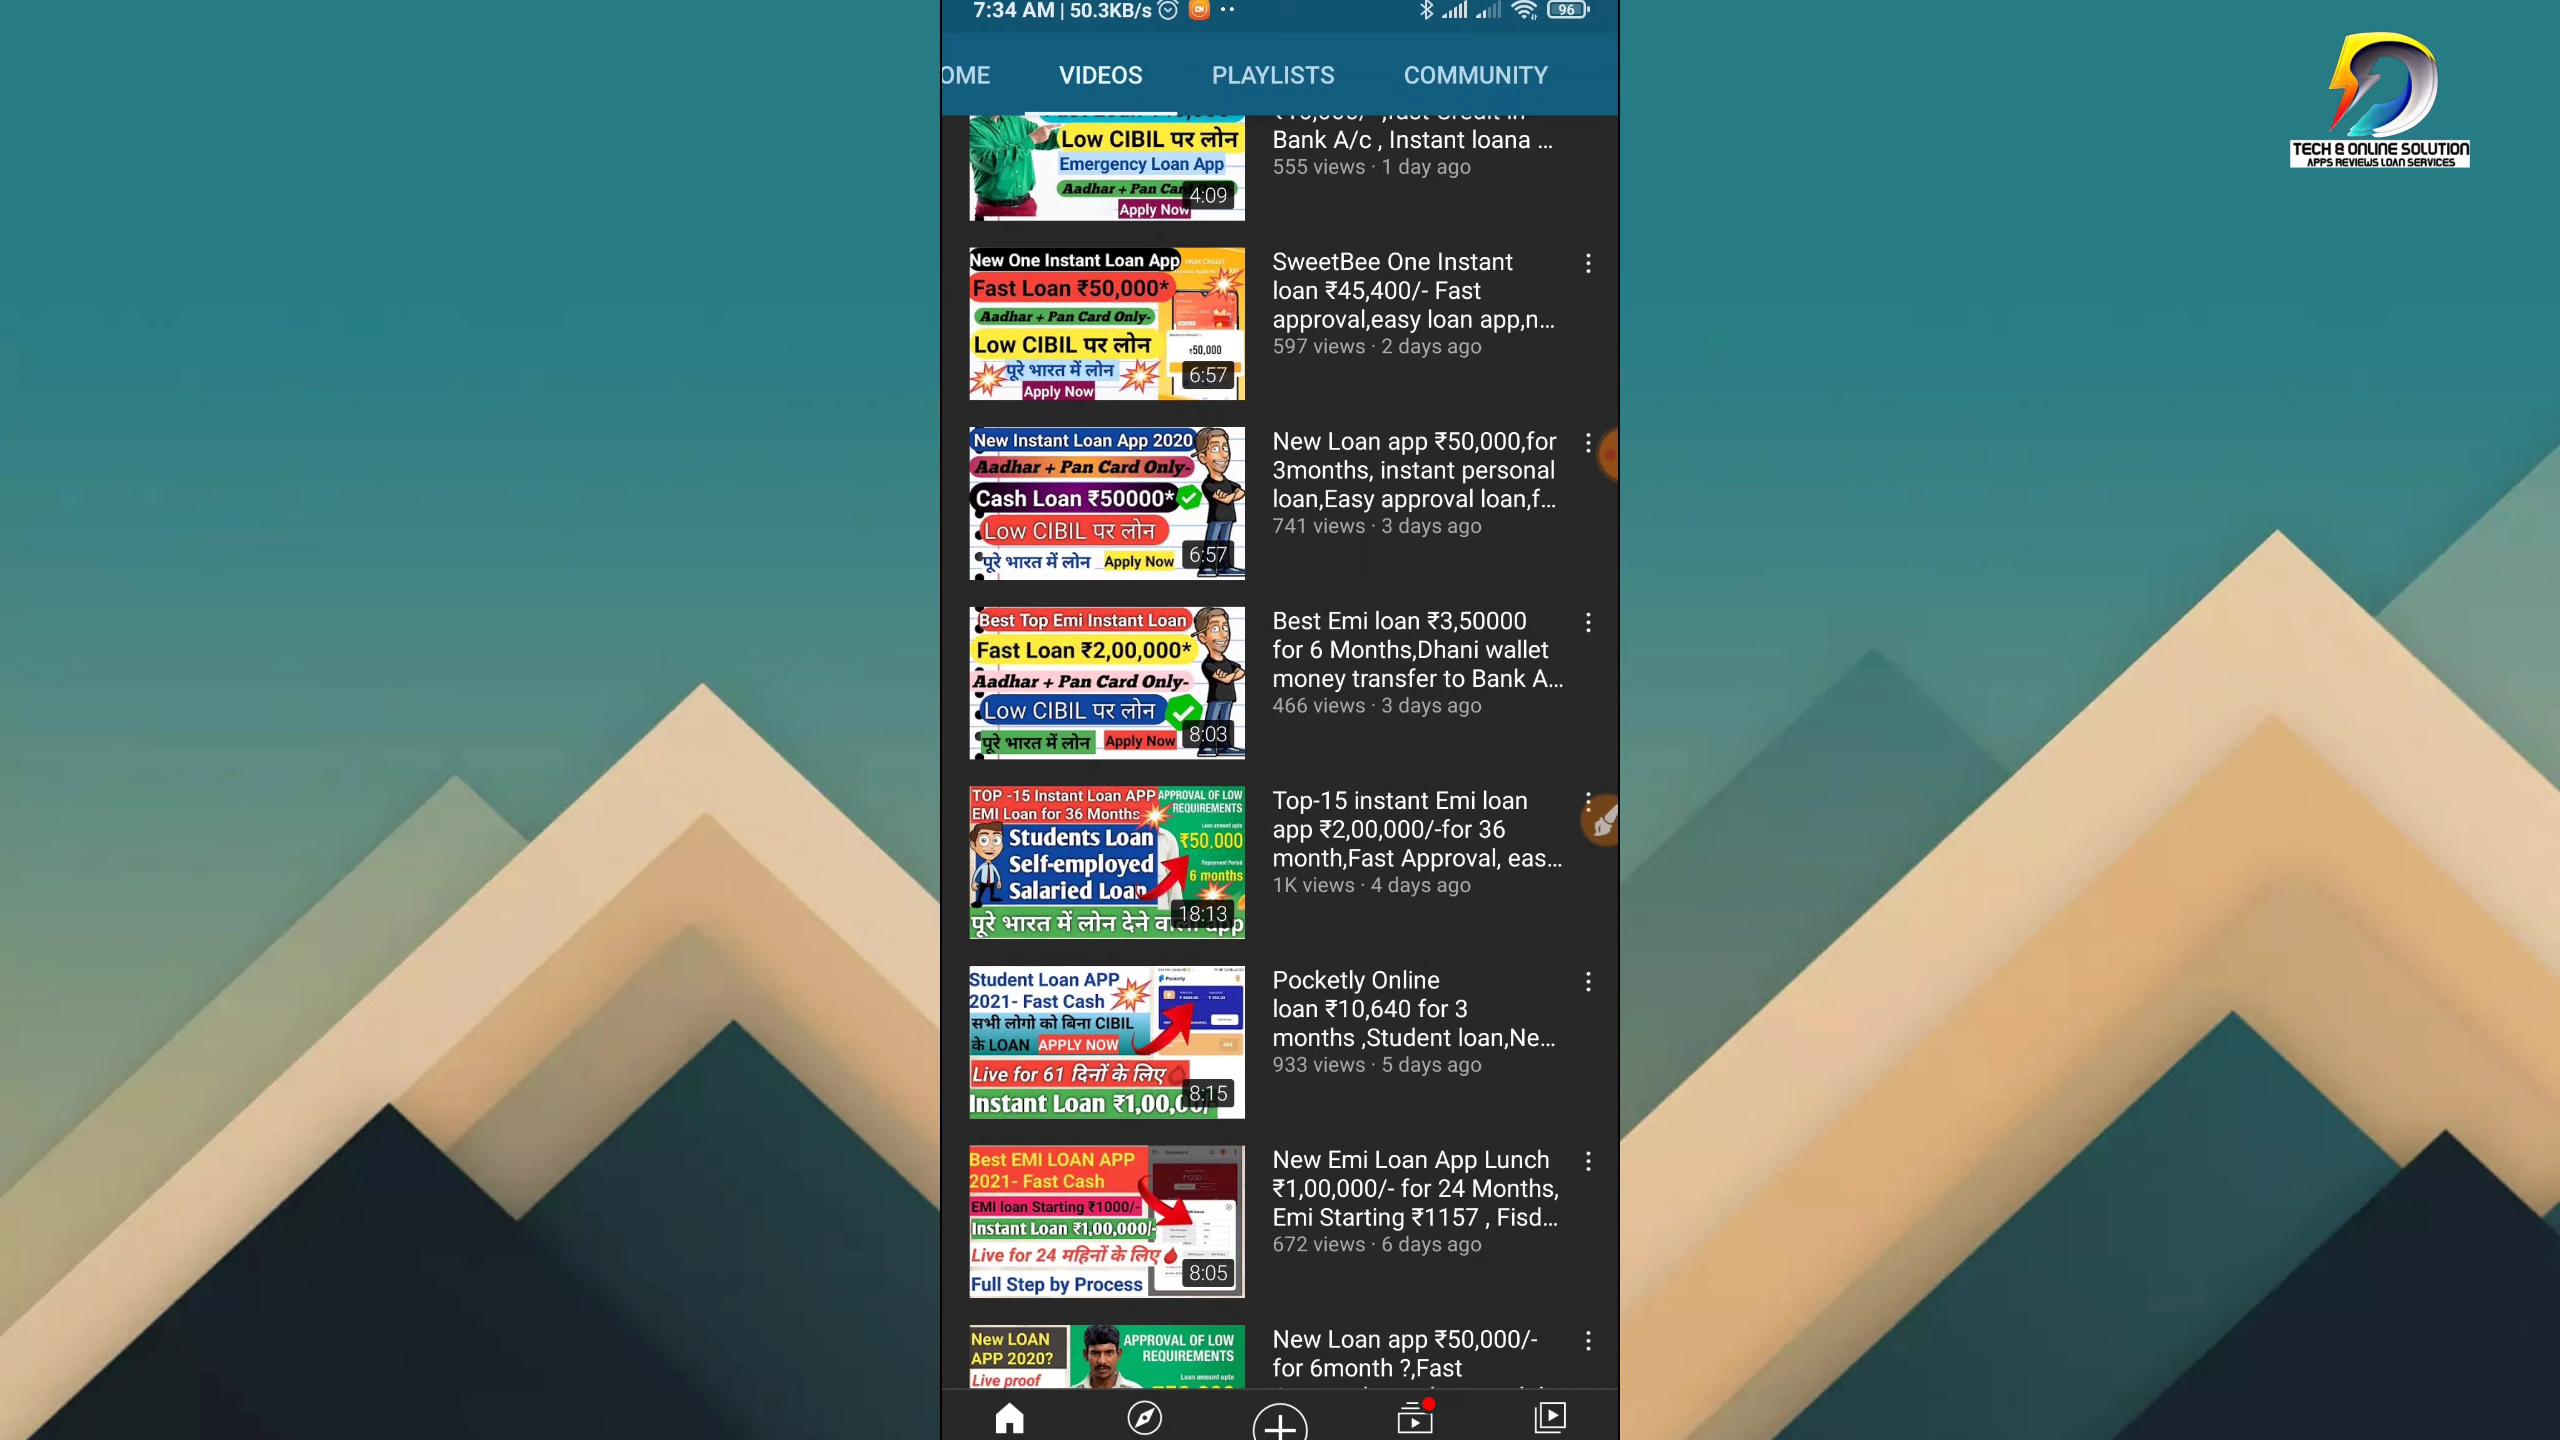 7:34 AM | 50.3KB/s
96
OME VIDEOS PLAYLISTS COMMUNITY
TECH & ONLINE SOLUTION
APPS REVIEWS LOAN SERVICES
Low CIBIL पर लोन
Emergency Loan App
Aadhar + Pan
Apply Now
4:09
Bank A/c , Instant loana ...
555 views · 1 day ago
New One Instant Loan App
Fast Loan ₹50,000*
Aadhar + Pan Card Only-
Low CIBIL पर लोन
पूरे भारत में लोन
Apply Now
₹50,000
6:57
SweetBee One Instant
loan ₹45,400/- Fast
approval,easy loan app,n...
597 views · 2 days ago
New Instant Loan App 2020
Aadhar + Pan Card Only-
Cash Loan ₹50000*
Low CIBIL पर लोन
पूरे भारत में लोन Apply Now
6:57
New Loan app ₹50,000,for
3months, instant personal
loan,Easy approval loan,f...
741 views · 3 days ago
Best Top Emi Instant Loan
Fast Loan ₹2,00,000*
Aadhar + Pan Card Only-
Low CIBIL पर लोन
पूरे भारत में लोन Apply Now
8:03
Best Emi loan ₹3,50000
for 6 Months,Dhani wallet
money transfer to Bank A...
466 views · 3 days ago
TOP -15 Instant Loan APP
EMI Loan for 36 Months
APPROVAL OF LOW
REQUIREMENTS
Students Loan
Self-employed
Salaried Loan
Loan amount upto
₹50,000
Repayment Period
6 months
पूरे भारत में लोन देने
18:13
Top-15 instant Emi loan
app ₹2,00,000/-for 36
month,Fast Approval, eas...
1K views · 4 days ago
Student Loan APP
2021- Fast Cash
सभी लोगो को बिना CIBIL
के LOAN APPLY NOW
Live for 61 दिनों के लिए
Instant Loan
Pocketly
8:15
Pocketly Online
loan ₹10,640 for 3
months ,Student loan,Ne...
933 views · 5 days ago
Best EMI LOAN APP
2021- Fast Cash
EMI loan Starting ₹1000/-
Instant Loan ₹1,00,000/-
Live for 24 महिनों के लिए
Full Step by Process
8:05
New Emi Loan App Lunch
₹1,00,000/- for 24 Months,
Emi Starting ₹1157 , Fisd...
672 views · 6 days ago
New LOAN
APP 2020?
Live proof
APPROVAL OF LOW
REQUIREMENTS
Loan amount upto
New Loan app ₹50,000/-
for 6month ?,Fast